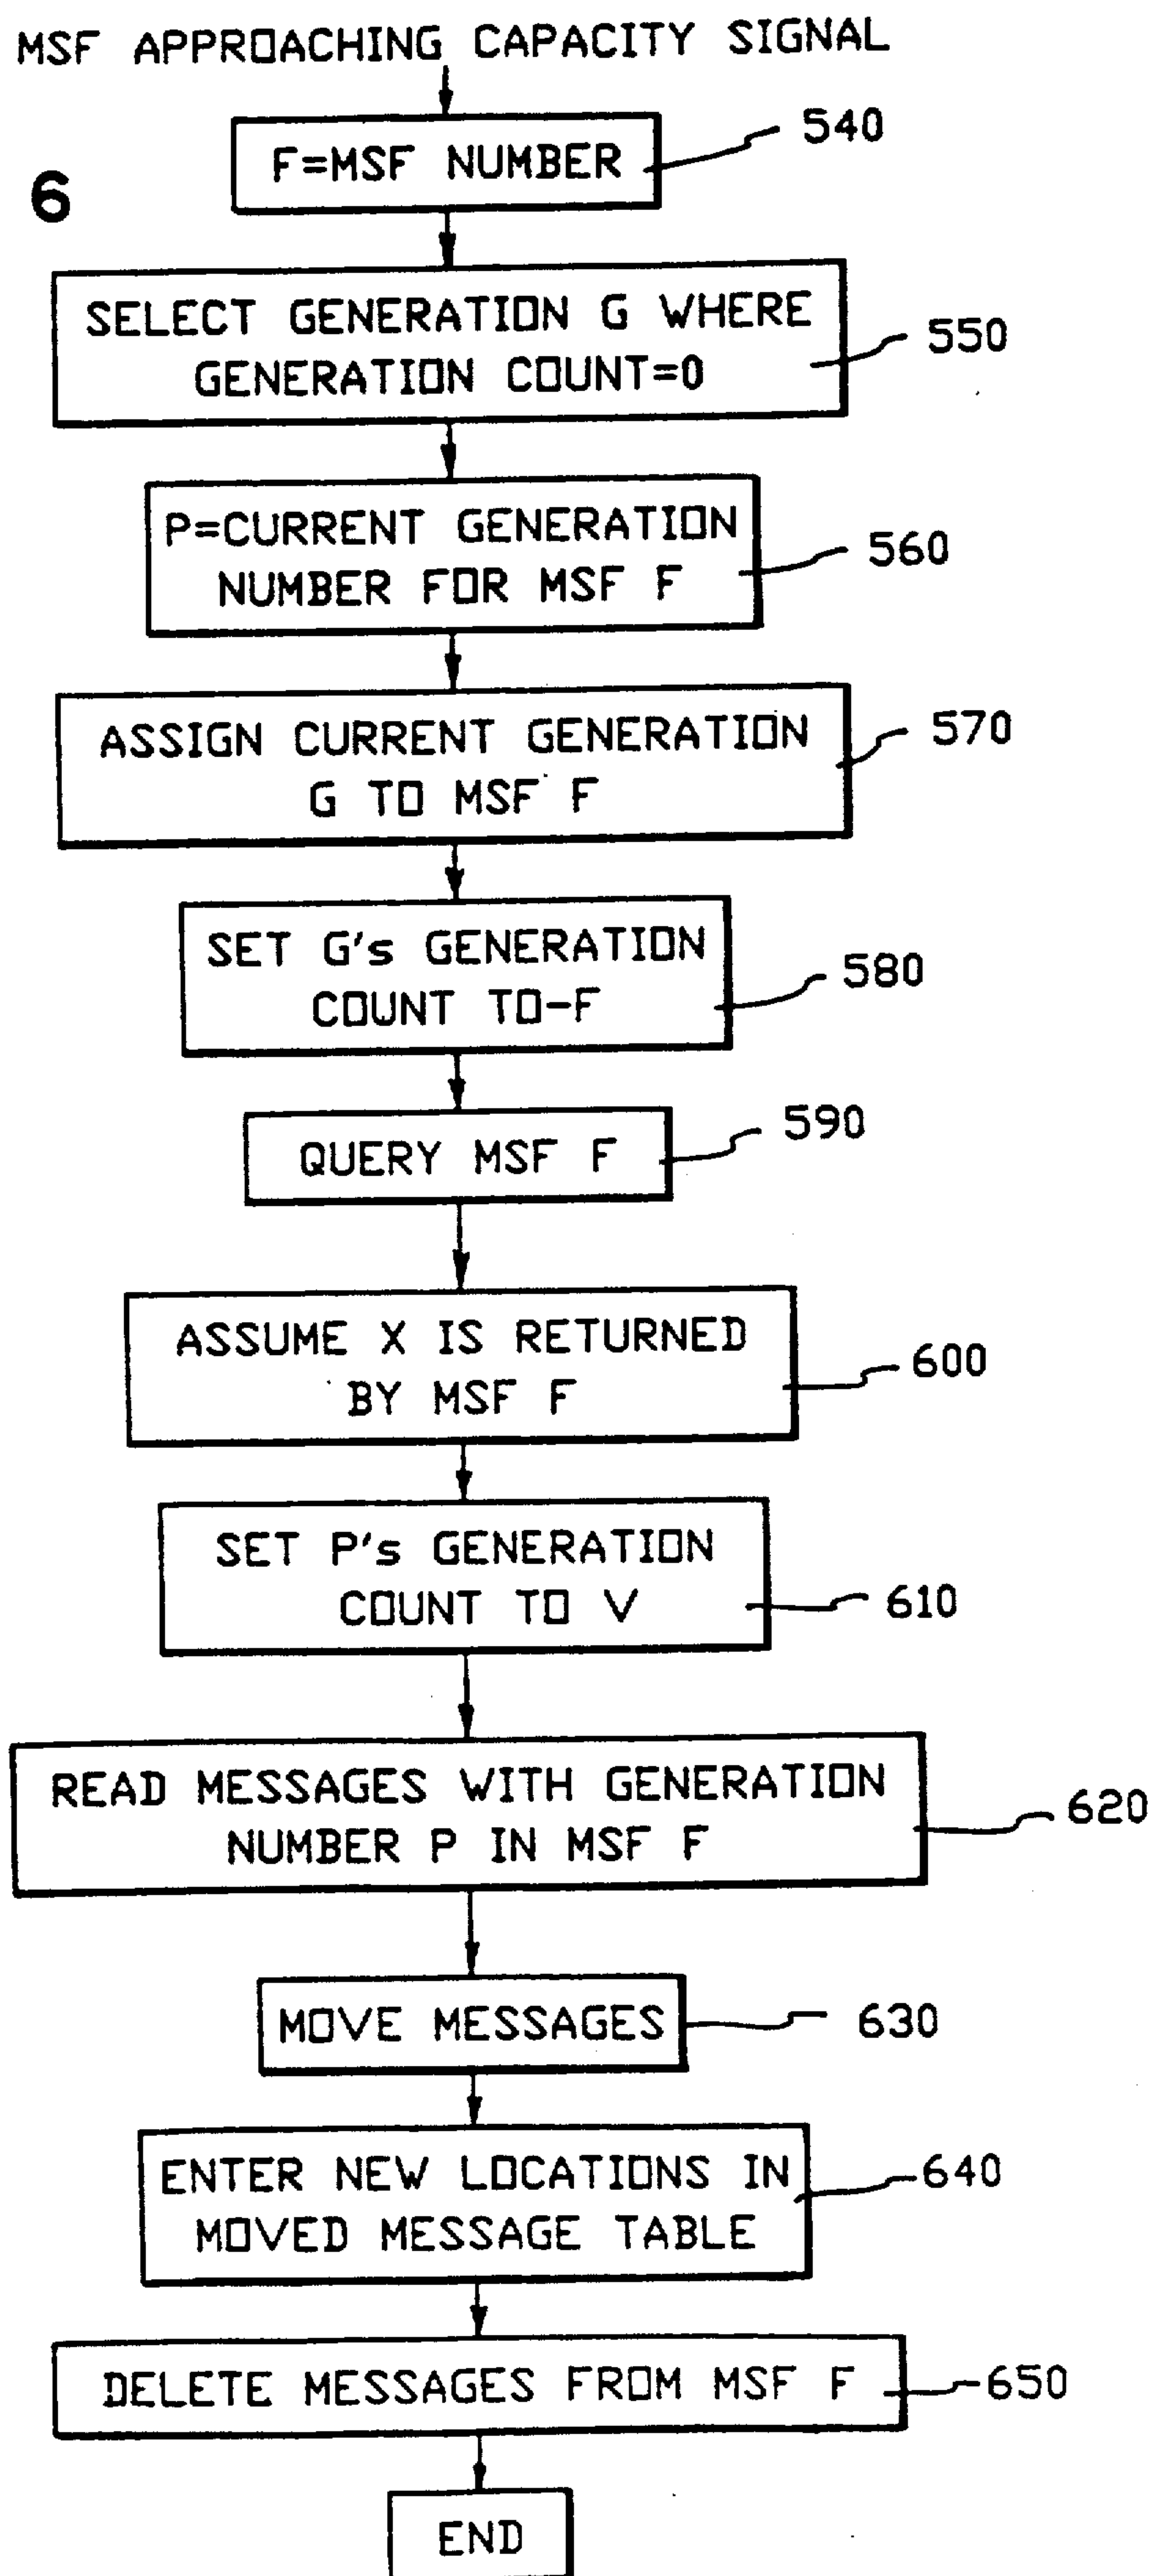 MSF APPROACHING CAPACITY SIGNAL
F=MSF NUMBER
540
6
SELECT GENERATION G WHERE
GENERATION COUNT=0
550
P=CURRENT GENERATION
NUMBER FOR MSF F
560
ASSIGN CURRENT GENERATION
G TO MSF F
570
SET G's GENERATION
COUNT TO-F
580
QUERY MSF F
590
ASSUME X IS RETURNED
BY MSF F
600
SET P's GENERATION
COUNT TO V
610
READ MESSAGES WITH GENERATION
NUMBER P IN MSF F
620
MOVE MESSAGES
630
ENTER NEW LOCATIONS IN
MOVED MESSAGE TABLE
640
DELETE MESSAGES FROM MSF F
650
END